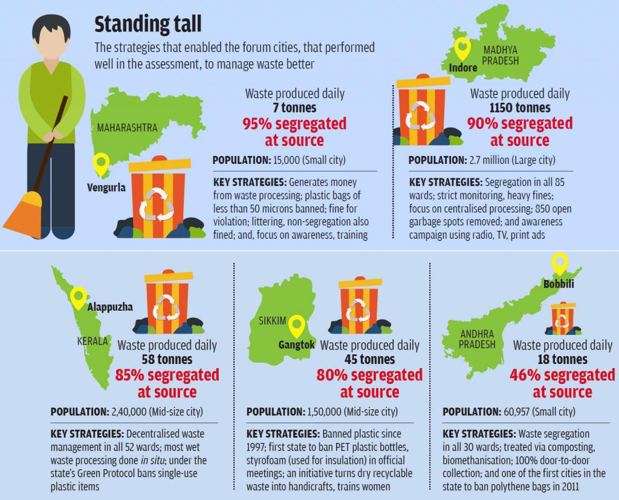 Standing tall
The strategies that enabled the forum cities, that performed
well in the assessment, to manage waste better
MAHARASHTRA
Vengurla
Waste produced daily
7 tonnes
95% segregated
at source
POPULATION: 15,000 (Small city)
KEY STRATEGIES: Generates money
from waste processing; plastic bags of
less than 50 microns banned; fine for
violation; littering, non-segregation also
fined; and, focus on awareness, training
MADHYA
PRADESH
Indore
Waste produced daily
1150 tonnes
90% segregated
at source
POPULATION: 2.7 million (Large city)
KEY STRATEGIES: Segregation in all 85
wards; strict monitoring, heavy fines;
focus on centralised processing; 850 open
garbage spots removed; and awareness
campaign using radio, TV, print ads
Alappuzha
KERALA
Waste produced daily
58 tonnes
85% segregated
at source
POPULATION: 2,40,000 (Mid-size city)
KEY STRATEGIES: Decentralised waste
management in all 52 wards; most wet
waste processing done in situ; under the
state's Green Protocol bans single-use
plastic items
SIKKIM
Gangtok
Waste produced daily
45 tonnes
80% segregated
at source
POPULATION: 1,50,000 (Mid-size city)
KEY STRATEGIES: Banned plastic since
1997; first state to ban PET plastic bottles,
styrofoam (used for insulation) in official
meetings; an initiative turns dry recyclable
waste into handicrafts, trains women
Bobbili
ANDHRA
PRADESH
Waste produced daily
18 tonnes
46% segregated
at source
POPULATION: 60,957 (Small city)
KEY STRATEGIES: Waste segregation
in all 30 wards; treated via composting,
biomethanisation; 100% door-to-door
collection; and one of the first cities in the
state to ban polythene bags in 2011